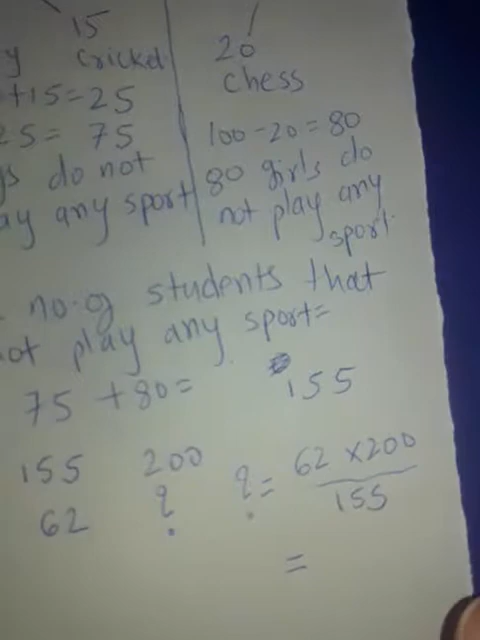 15
20
y cricket
chess
+15=25
25= 75
100-20=80
do not
80 girls do
ay any sport
not play any
sport.
no. of students that
not play any sport=
75 +80= 155
155 200
62 ?
?= 62 x200
155
=